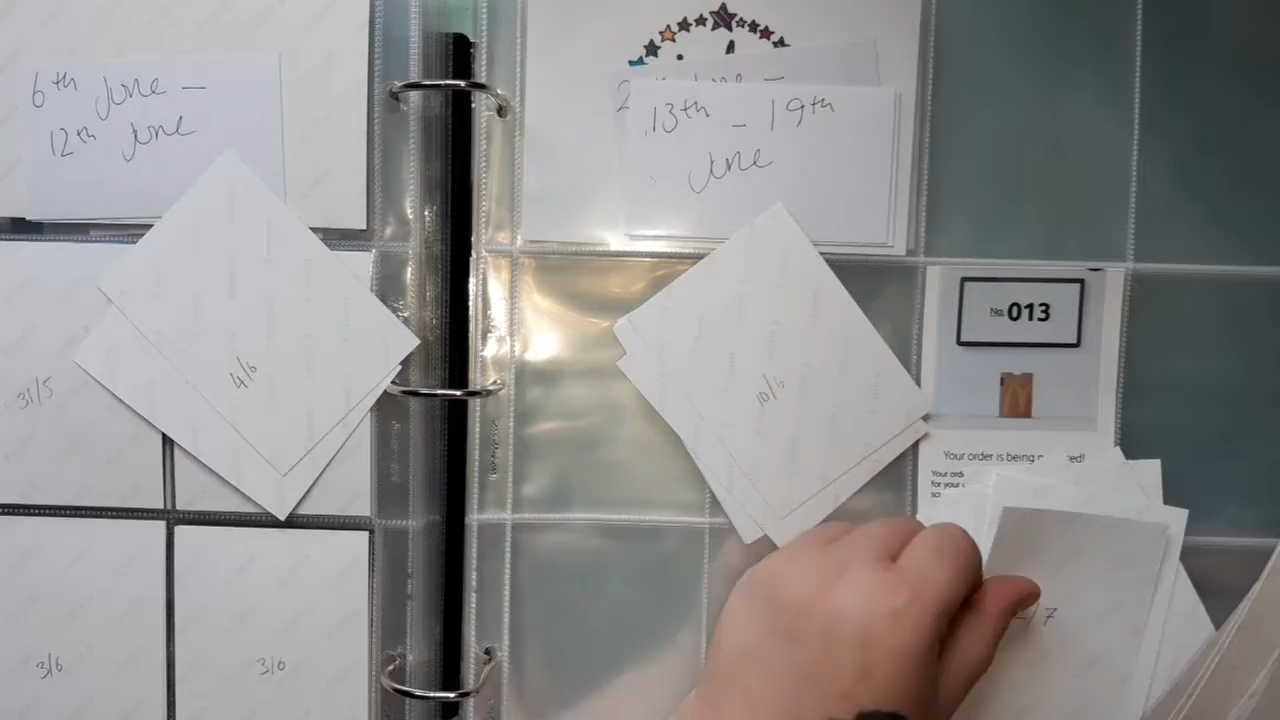 6th June -
12th June
13th - 19th
June
31/5
4/6
10/6
No. 013
Your order is being
3/6
3/6
/7